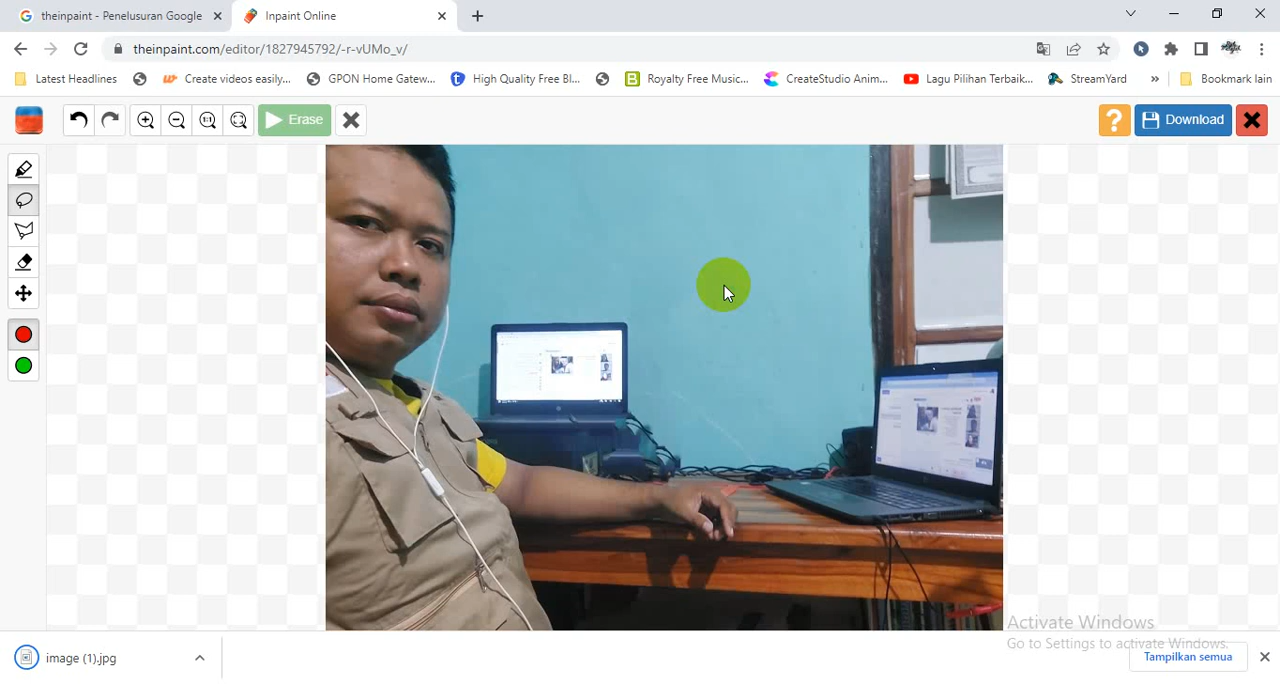 theinpaint - Penelusuran Google
Inpaint Online
theinpaint.com/editor/1827945792/-r-vUMo_v/
Latest Headlines
Create videos easily...
GPON Home Gatew...
High Quality Free Bl...
Royalty Free Music...
CreateStudio Anim...
Lagu Pilihan Terbaik...
StreamYard
»
Bookmark lain
1:1
Erase
?
Download
Activate Windows
Go to Settings to activate Windows.
image (1).jpg
Tampilkan semua